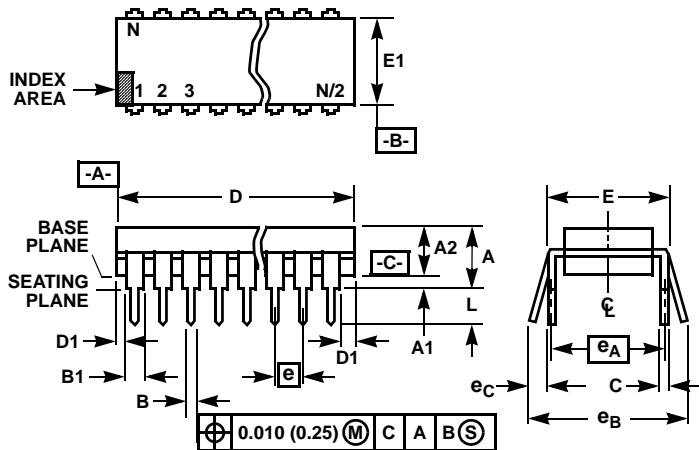 N
E1
INDEX
AREA
1 2 3 N/2
-B-
-A-
D
E
BASE
PLANE
A2
A
-C-
SEATING
PLANE
L
C L
D1
A1
D1
eA
B1
e
eC
C
B
eB
0.010 (0.25) M C A B S